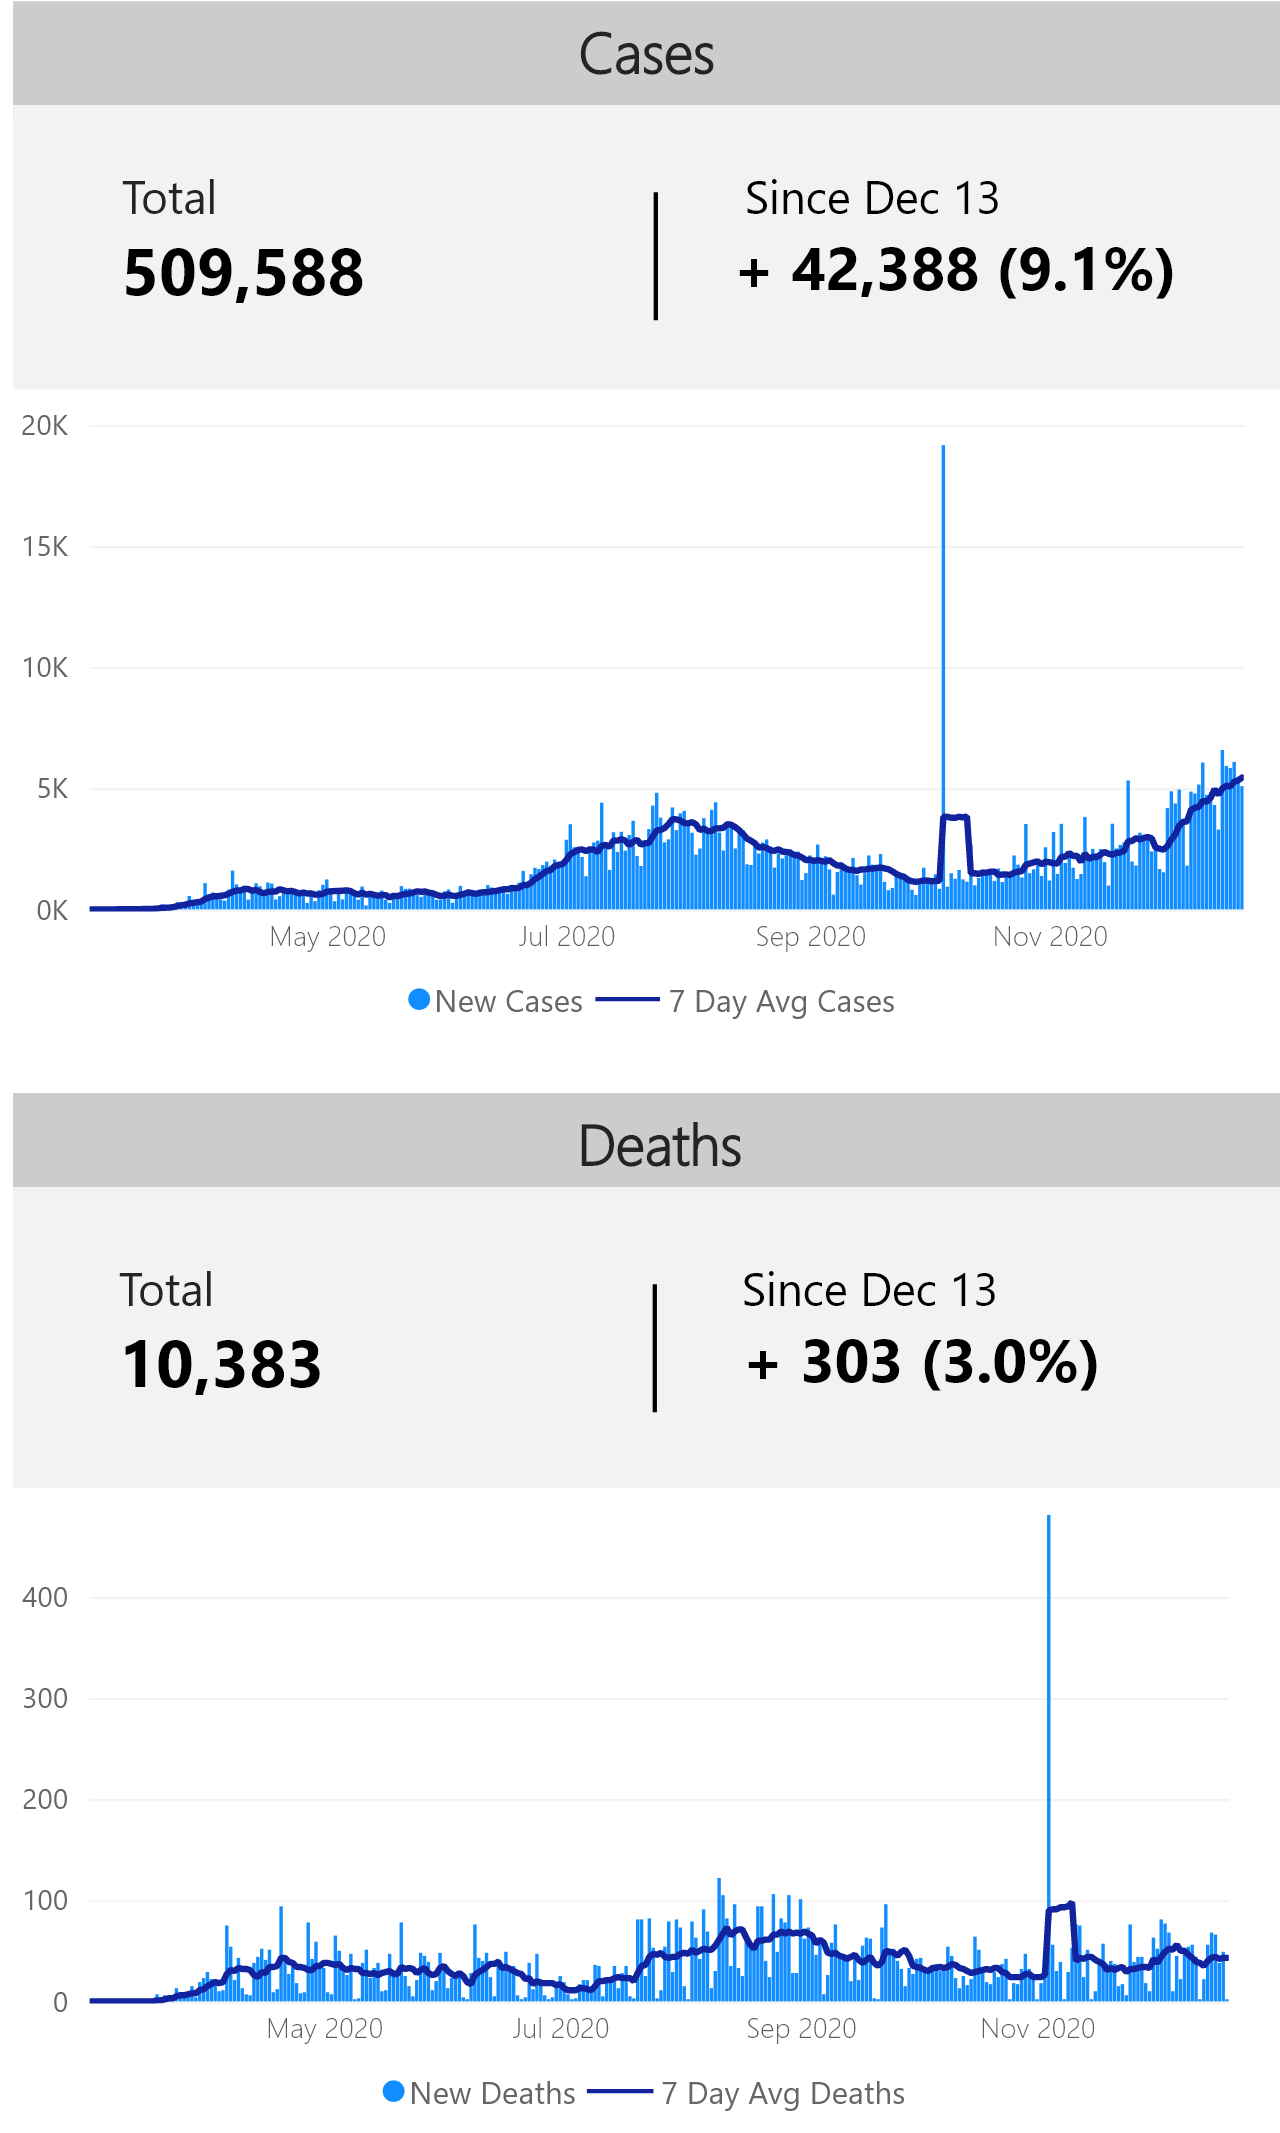 Cases
Total
Since Dec 13
509,588
+ 42,388 (9.1%)
20K
15K
10K
5K
0K
May 2020
Jul 2020
Sep 2020
Nov 2020
New Cases
7 Day Avg Cases
Deaths
Total
Since Dec 13
10,383
+ 303 (3.0%)
400
300
200
100
0
May 2020
Jul 2020
Sep 2020
Nov 2020
New Deaths
7 Day Avg Deaths